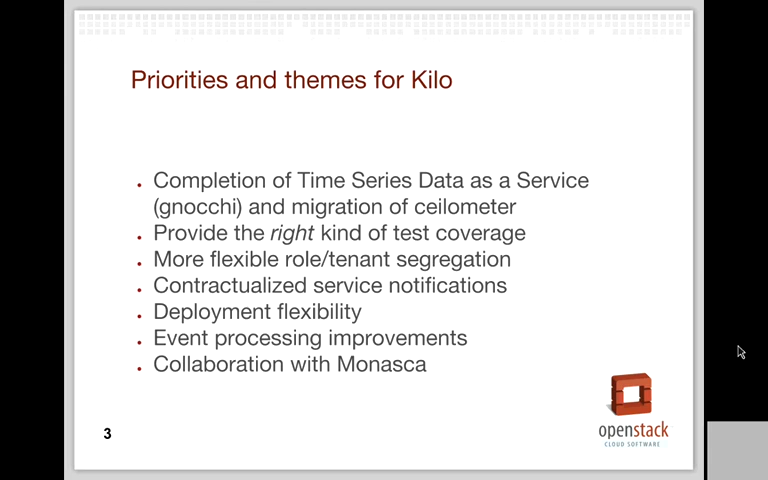 Priorities and themes for Kilo
Completion of Time Series Data as a Service
(gnocchi) and migration of ceilometer
Provide the right kind of test coverage
More flexible role/tenant segregation
Contractualized service notifications
Deployment flexibility
Event processing improvements
Collaboration with Monasca
3
openstack
CLOUD SOFTWARE